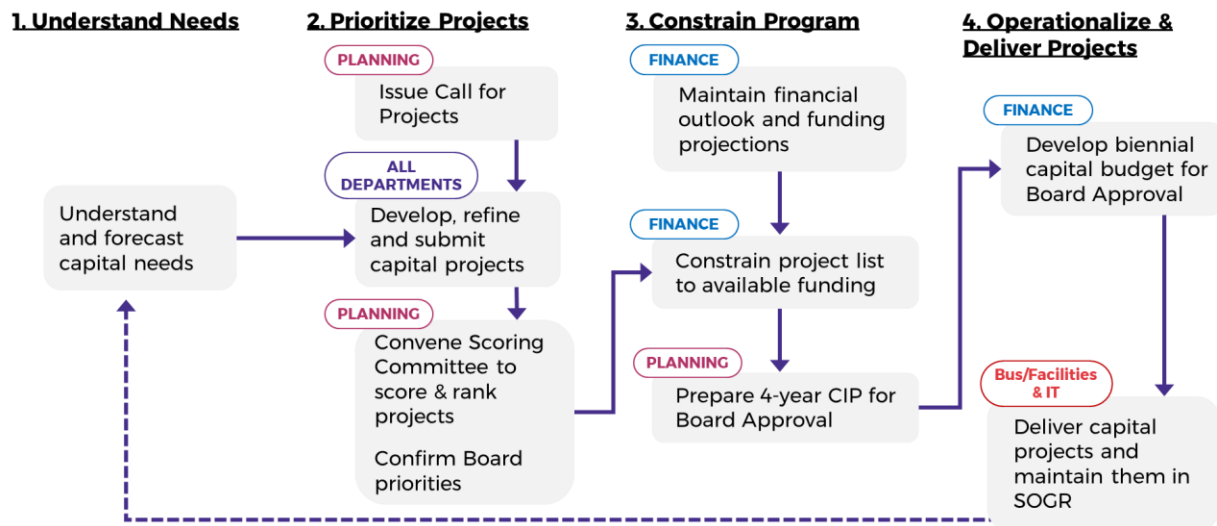 1. Understand Needs
Understand
and forecast
capital needs
2. Prioritize Projects
PLANNING
Issue Call for
Projects
ALL
DEPARTMENTS
Develop, refine
and submit
capital projects
PLANNING
Convene Scoring
Committee to
score & rank
projects
Confirm Board
priorities
3. Constrain Program
FINANCE
Maintain financial
outlook and funding
projections
FINANCE
Constrain project list
to available funding
PLANNING
Prepare 4-year CIP for
Board Approval
4. Operationalize &
Deliver Projects
FINANCE
Develop biennial
capital budget for
Board Approval
Bus/Facilities
& IT
Deliver capital
projects and
maintain them in
SOGR